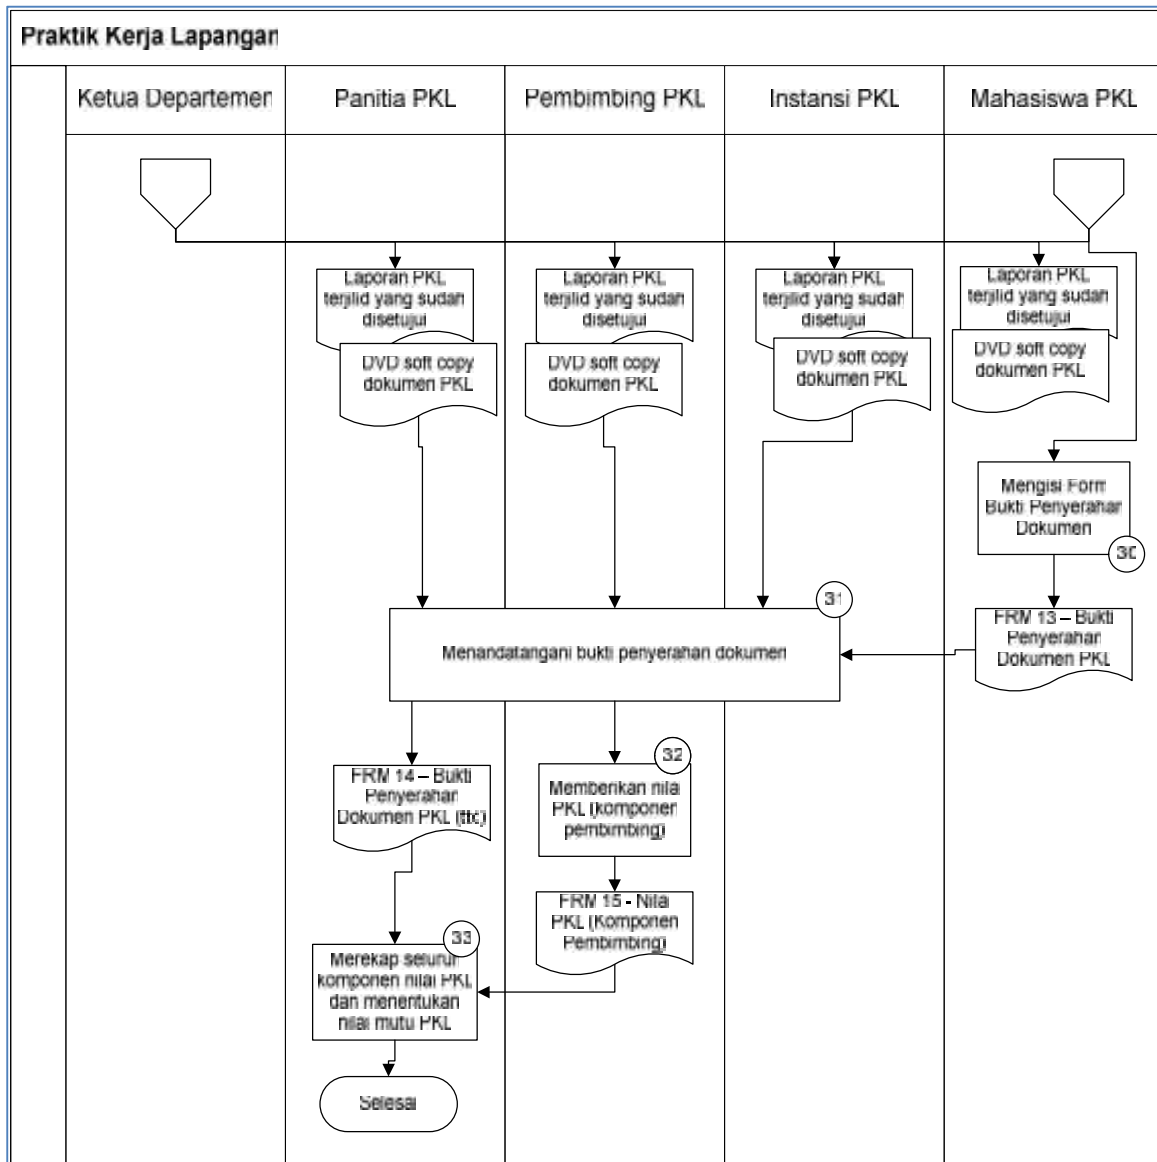 Praktik Kerja Lapangan
Ketua Departemen
Panitia PKL
Pembimbing PKL
Instansi PKL
Mahasiswa PKL
Laporan PKL
terjilid yang sudah
disetujui
DVD soft copy
dokumen PKL
Laporan PKL
terjilid yang sudah
disetujui
DVD soft copy
dokumen PKL
Laporan PKL
terjilid yang sudah
disetujui
DVD soft copy
dokumen PKL
Laporan PKL
terjilid yang sudah
disetujui
DVD soft copy
dokumen PKL
Mengisi Form
Bukti Penyerahan
Dokumen
30
31
Menandatangani bukti penyerahan dokumen
FRM 13 – Bukti
Penyerahan
Dokumen PKL
FRM 14 – Bukti
Penyerahan
Dokumen PKL (ttd)
32
Memberikan nilai
PKL (komponen
pembimbing)
FRM 15 - Nilai
PKL (Komponen
Pembimbing)
33
Merekap seluruh
komponen nilai PKL
dan menentukan
nilai mutu PKL
Selesai